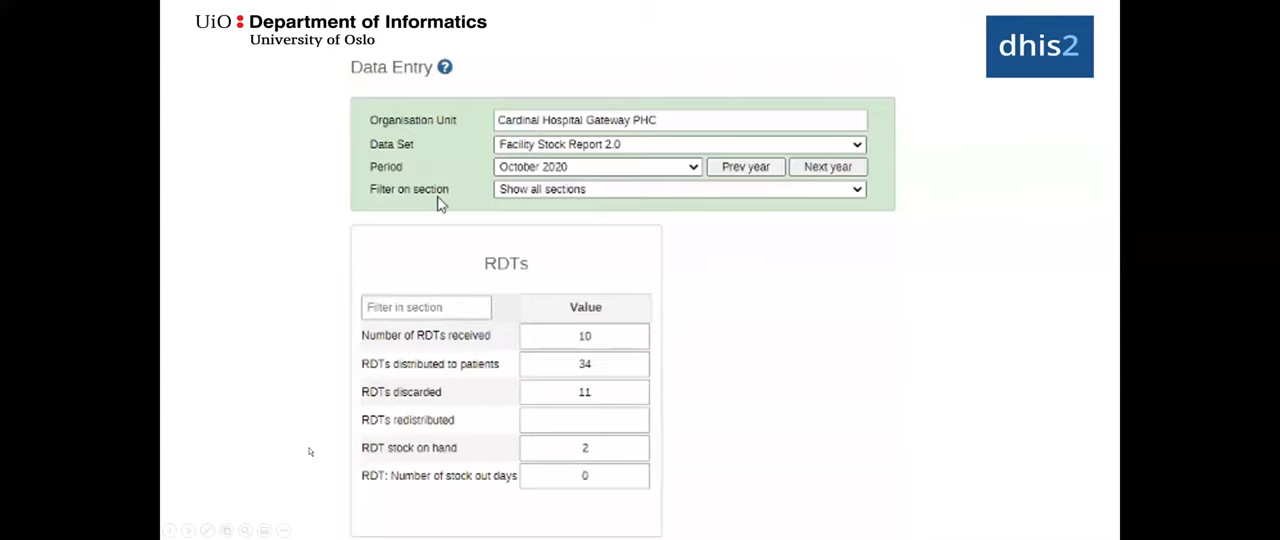 UiO : Department of Informatics
University of Oslo
dhis2
Data Entry ?
Organisation Unit Cardinal Hospital Gateway PHC
Data Set Facility Stock Report 2.0
Period October 2020 Prev year Next year
Filter on section Show all sections
RDTs
Filter in section Value
Number of RDTs received 10
RDTs distributed to patients 34
RDTs discarded 11
RDTs redistributed
RDT stock on hand 2
RDT: Number of stock out days 0